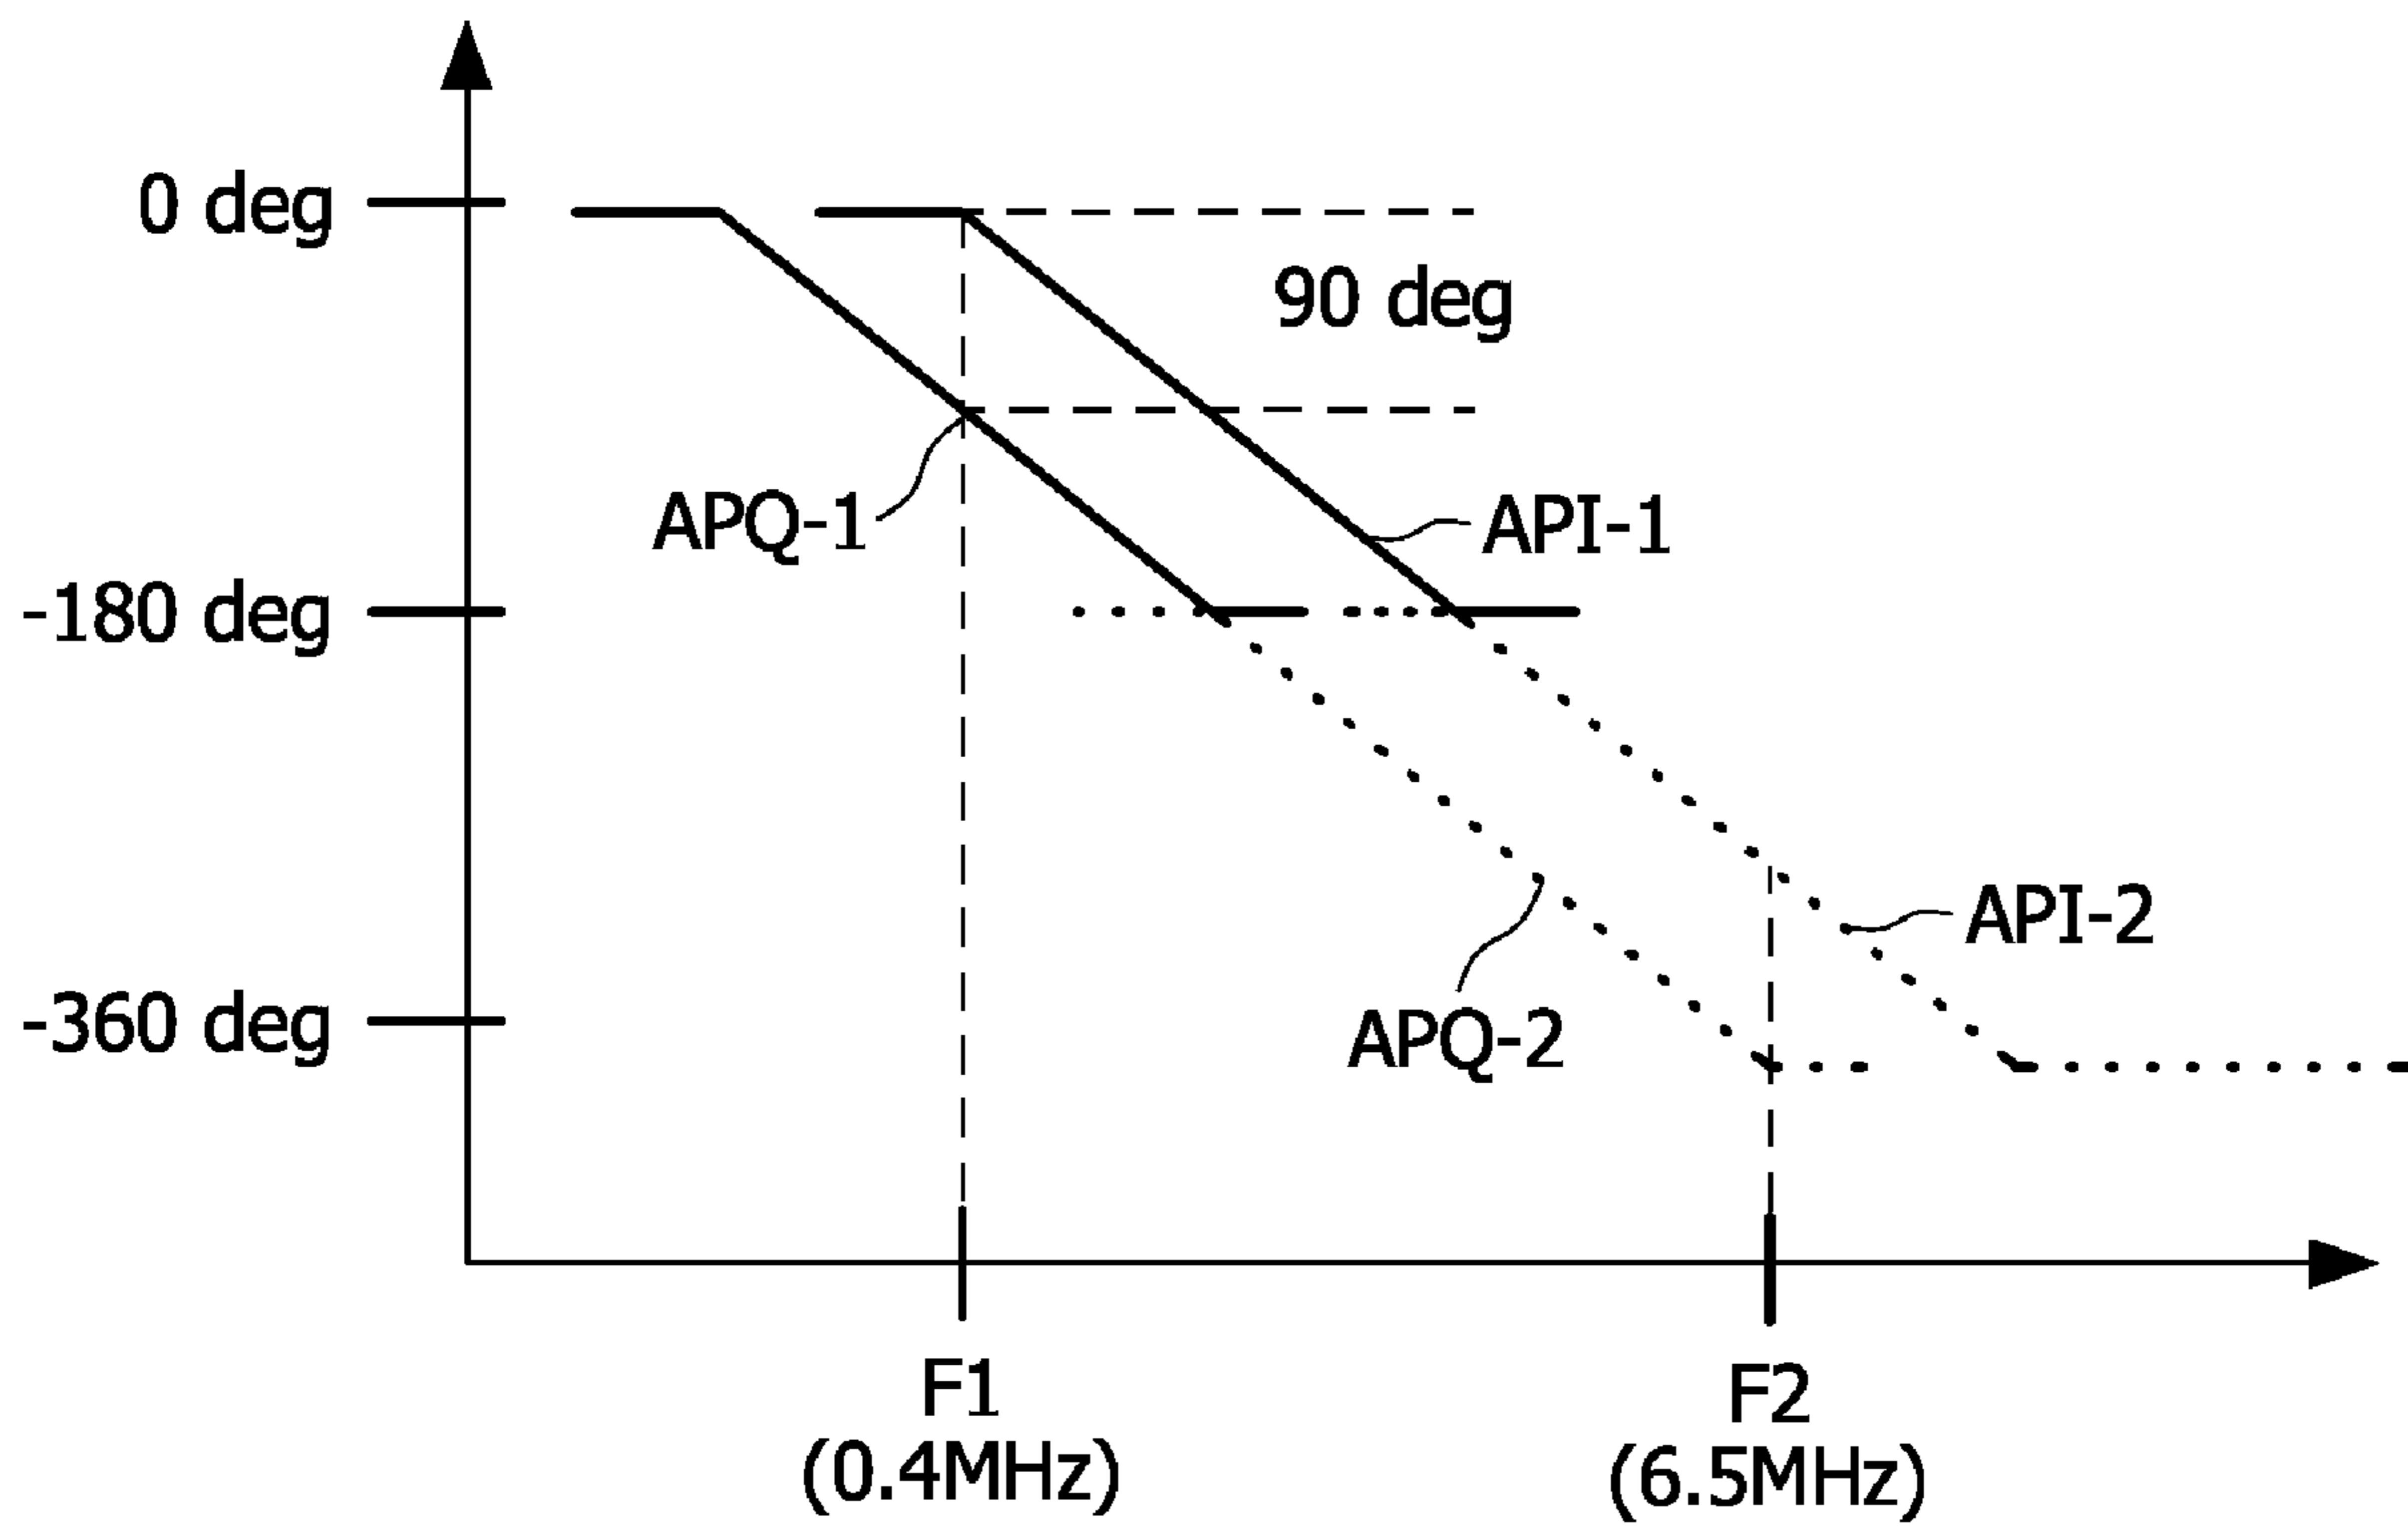 0 deg
90 deg
APQ-1
API-1
-180 deg
API-2
-360 deg
APQ-2
F1
(0.4MHz)
F2
(6.5MHz)